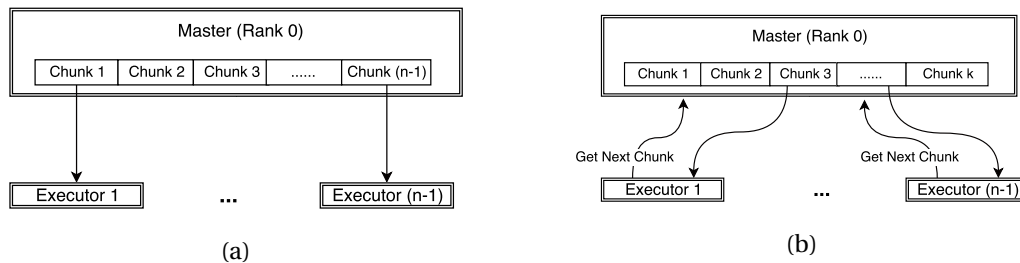 Master (Rank 0)
Chunk 1 Chunk 2 Chunk 3 ...... Chunk (n-1)
Executor 1 ... Executor (n-1)
(a)
Master (Rank 0)
Chunk 1 Chunk 2 Chunk 3 ...... Chunk k
Get Next Chunk Get Next Chunk
Executor 1 ... Executor (n-1)
(b)